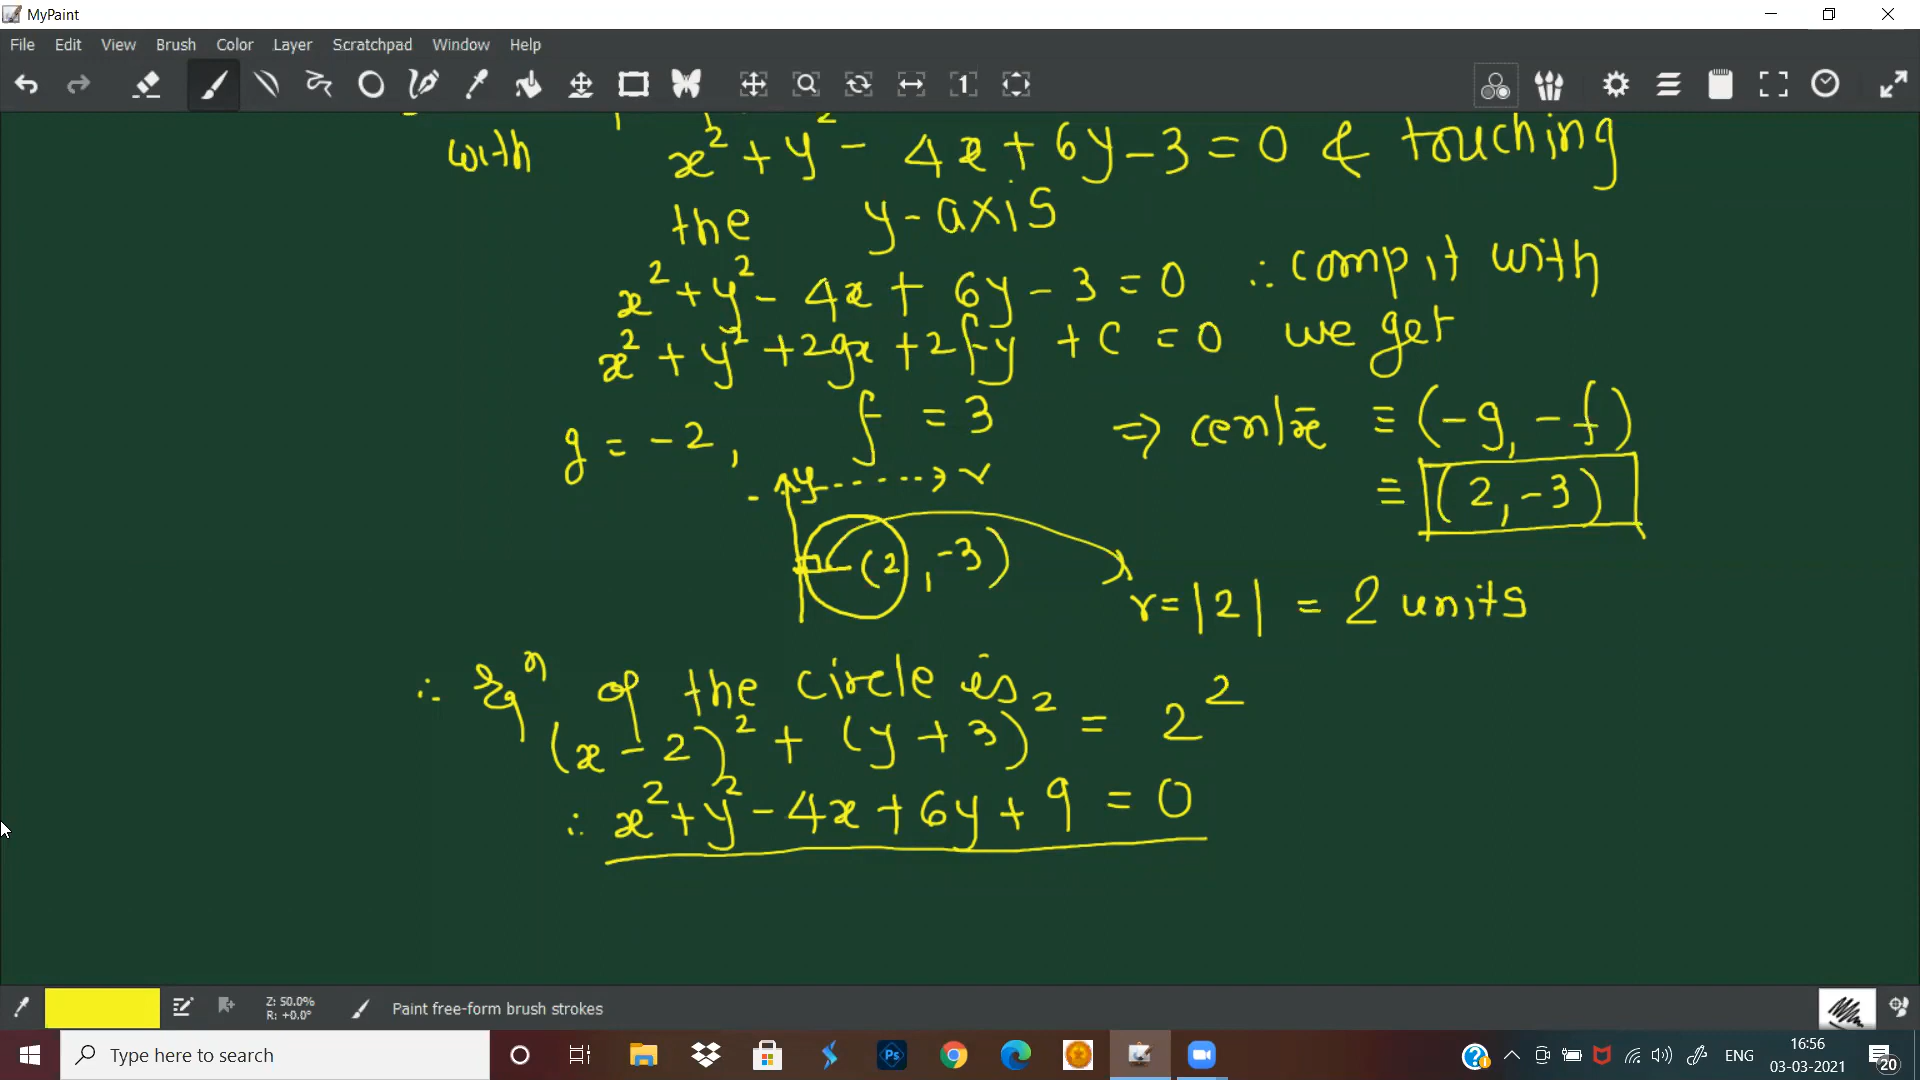 MyPaint
File Edit View Brush Color Layer Scratchpad Window Help
with x² + y² - 4x + 6y - 3 = 0 & touching
the y-axis
x² + y² - 4x + 6y - 3 = 0 ∴ comp it with
x² + y² + 2gx + 2fy + c = 0 we get
g = -2, f = 3 ⇒ centre ≡ (-g, -f)
y r
≡ (2, -3)
(2, -3)
r = |2| = 2 units
∴ Eqⁿ of the circle is
(x - 2)² + (y + 3)² = 2²
∴ x² + y² - 4x + 6y + 9 = 0
Z: 50.0%
R: +0.0°
Paint free-form brush strokes
Type here to search
Ps
ENG
16:56
03-03-2021
20